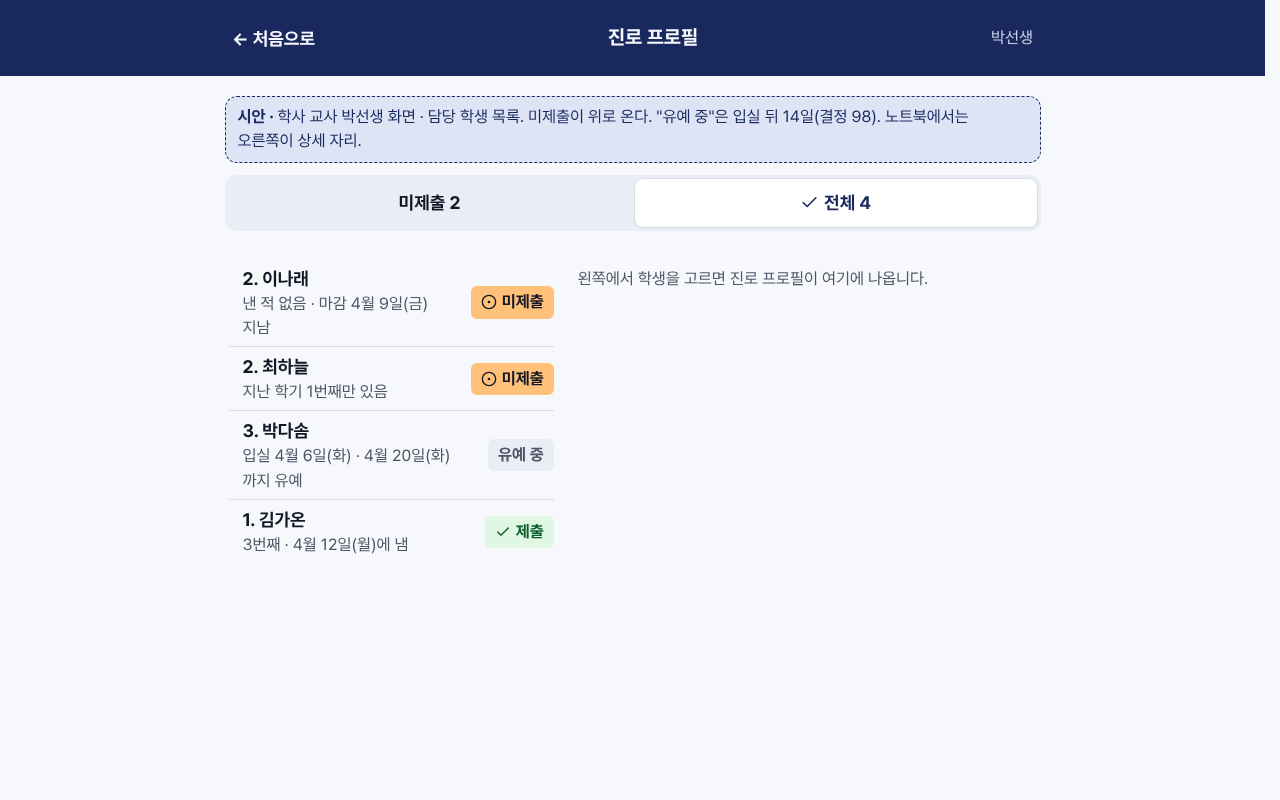 ← 처음으로
진로 프로필
박선생
시안 · 학사 교사 박선생 화면 · 담당 학생 목록. 미제출이 위로 온다. "유예 중"은 입실 뒤 14일(결정 98). 노트북에서는
오른쪽이 상세 자리.
미제출 2
✓ 전체 4
2. 이나래
낸 적 없음 · 마감 4월 9일(금)
지남
미제출
2. 최하늘
지난 학기 1번째만 있음
미제출
3. 박다솜
입실 4월 6일(화) · 4월 20일(화)
까지 유예
유예 중
1. 김가온
3번째 · 4월 12일(월)에 냄
✓ 제출
왼쪽에서 학생을 고르면 진로 프로필이 여기에 나옵니다.